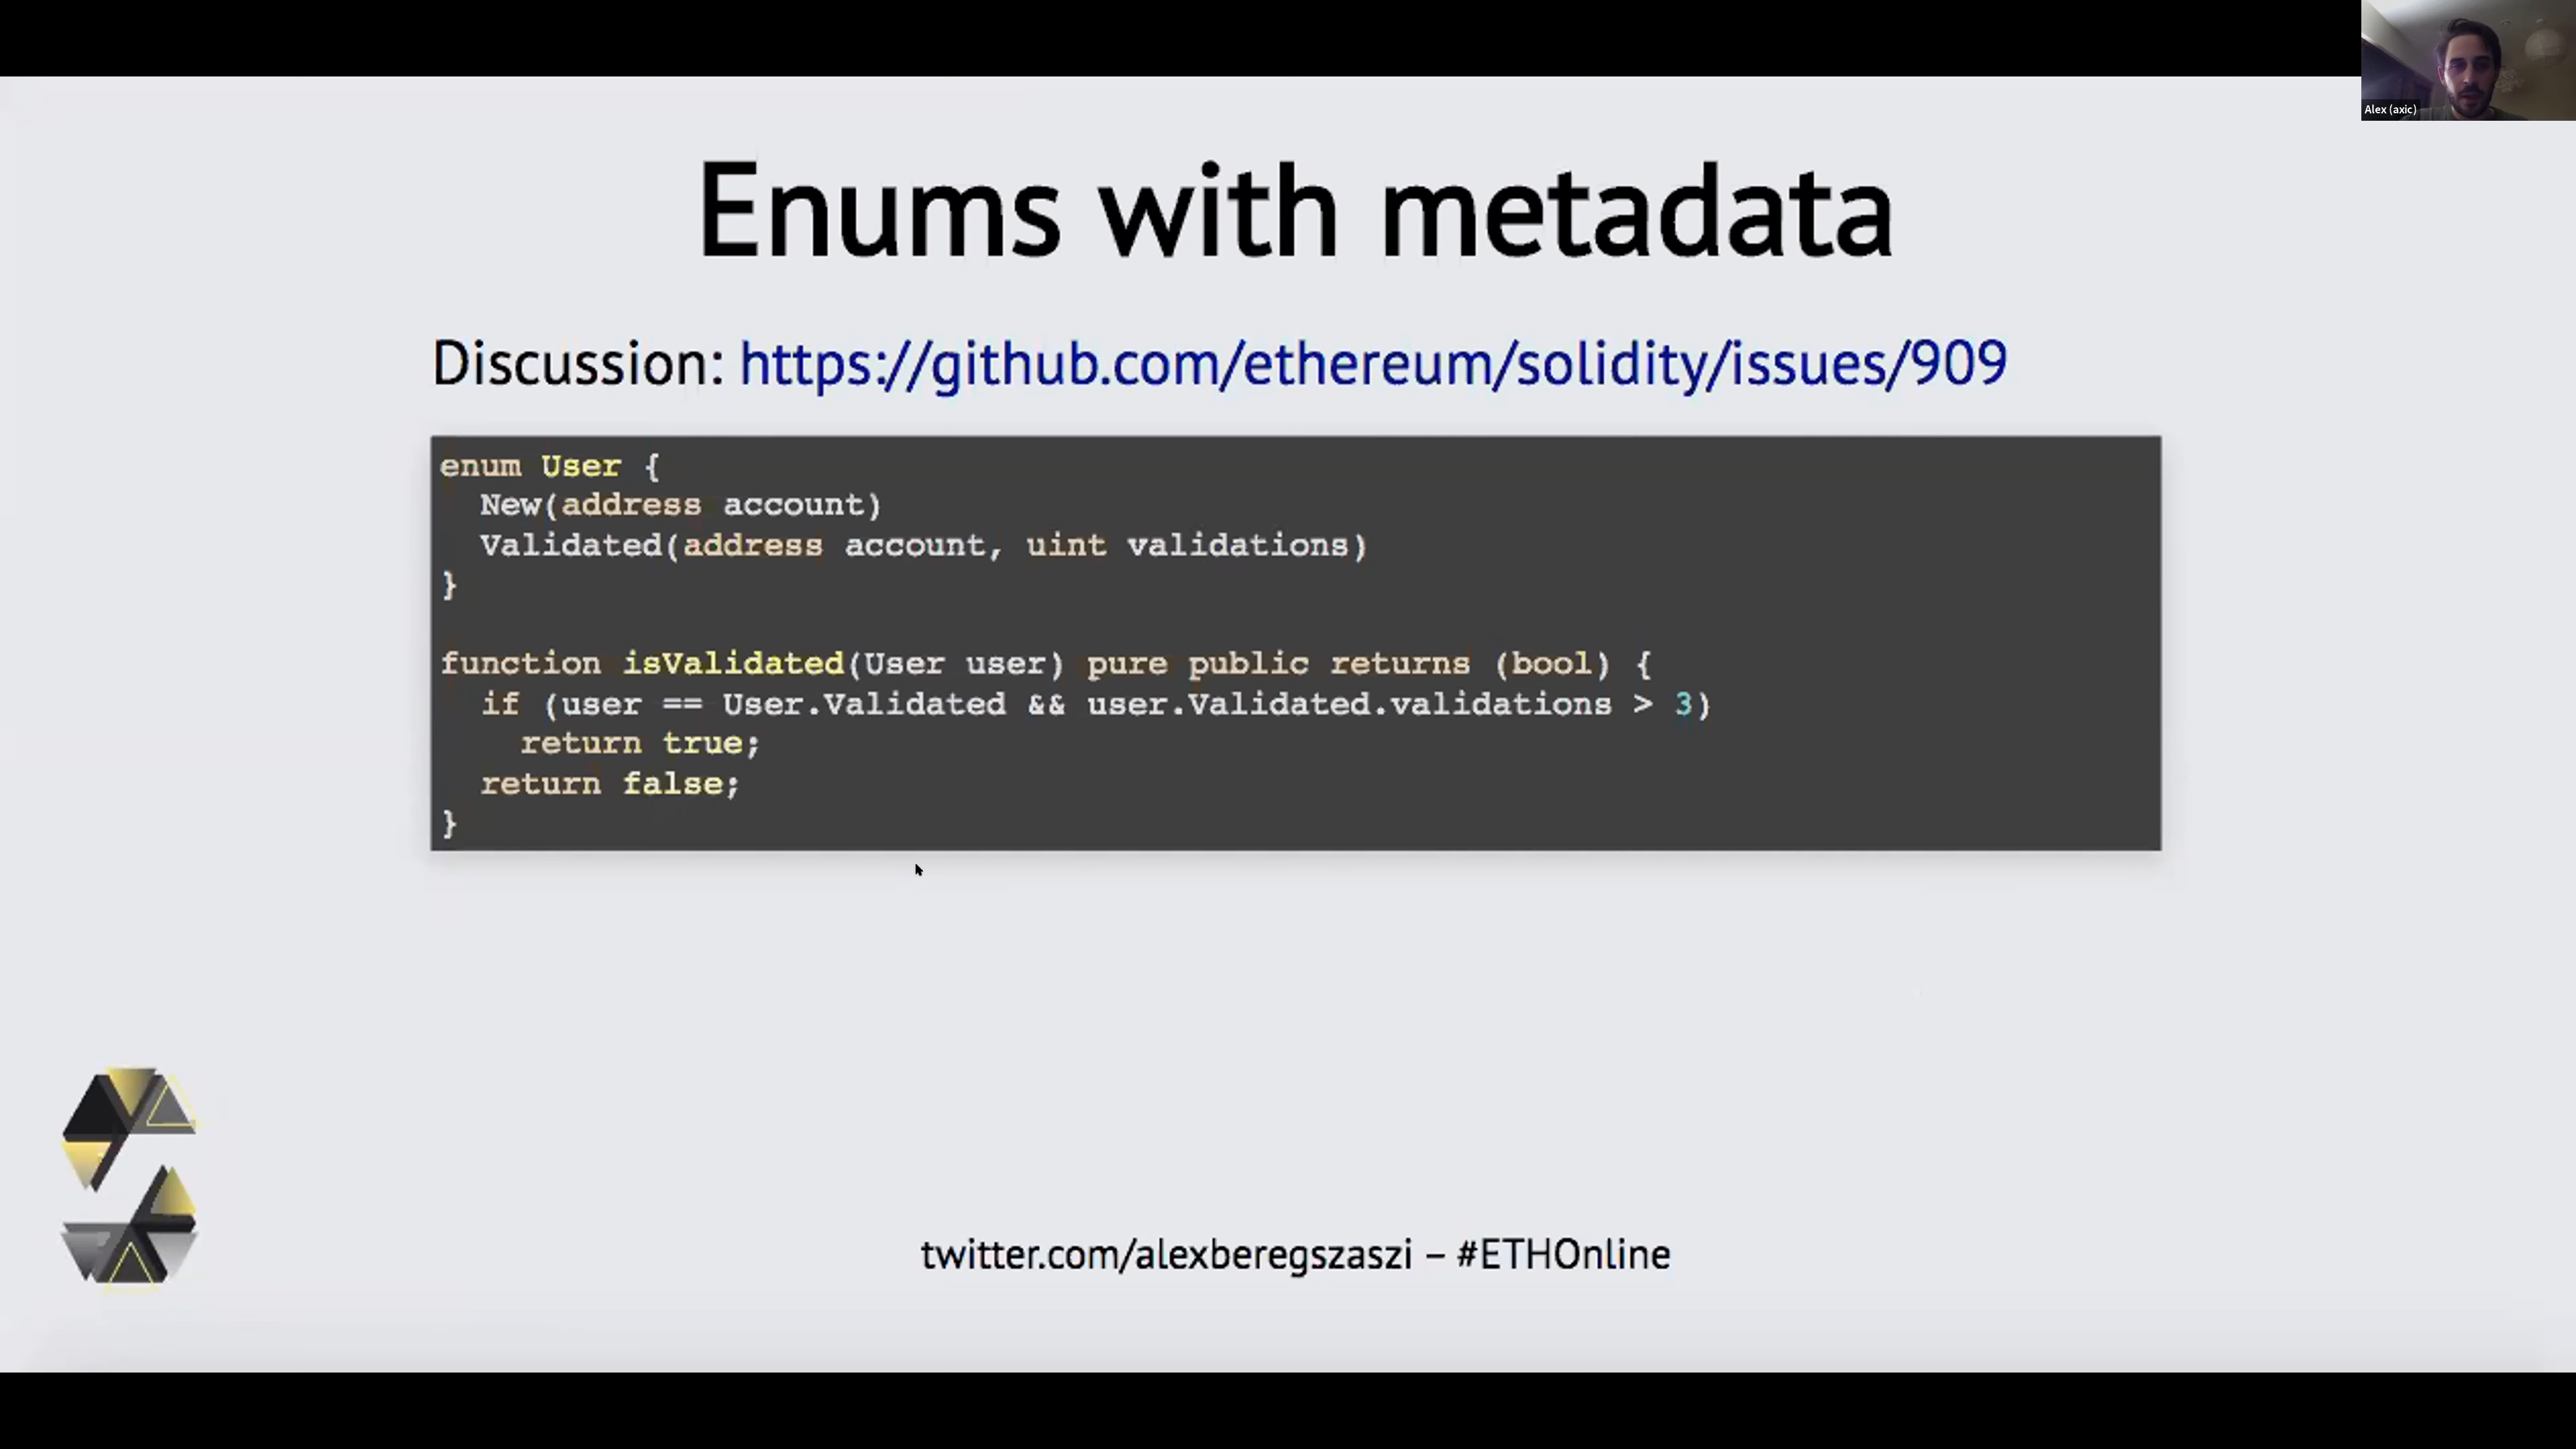 Alex (axic)
Enums with metadata
Discussion: https://github.com/ethereum/solidity/issues/909
enum User {
  New(address account)
  Validated(address account, uint validations)
}

function isValidated(User user) pure public returns (bool) {
  if (user == User.Validated && user.Validated.validations > 3)
    return true;
  return false;
}
twitter.com/alexberegszaszi – #ETHOnline